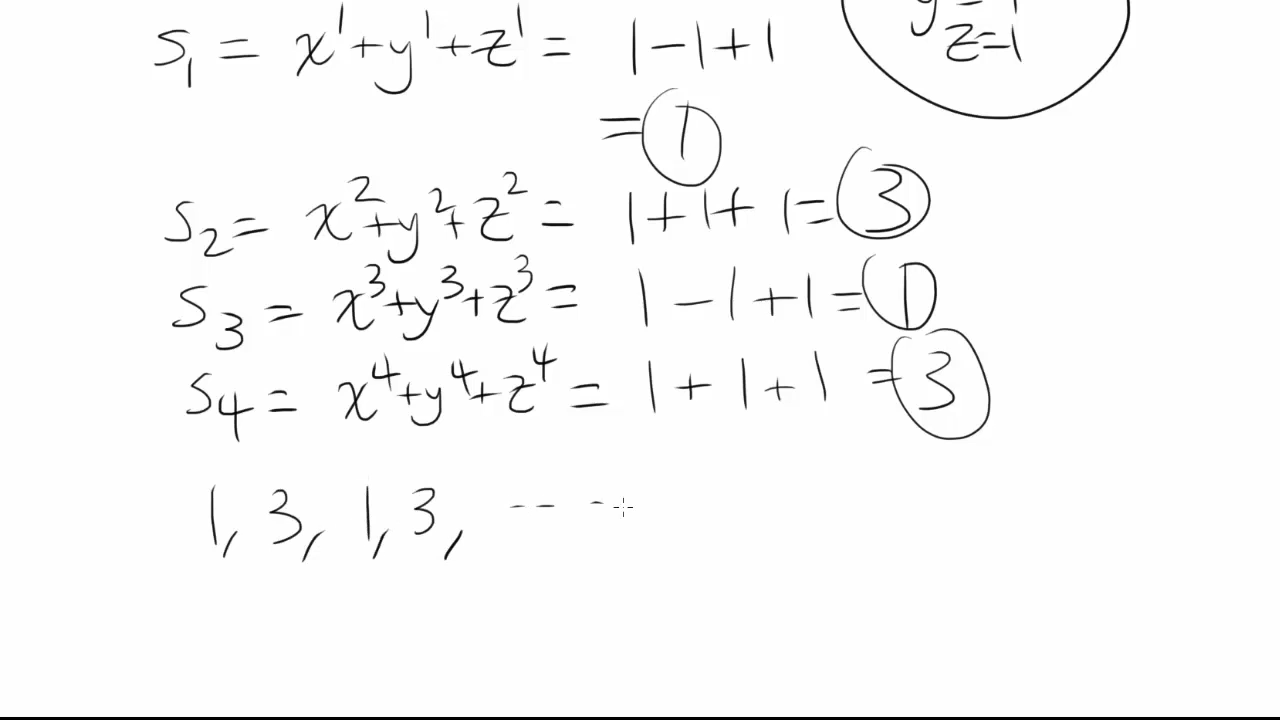 z=1
S₁ = x¹+y¹+z¹ = 1-1+1
= 1
S₂ = x²+y²+z² = 1+1+1=3
S₃ = x³+y³+z³ = 1-1+1=1
S₄ = x⁴+y⁴+z⁴ = 1+1+1 =3
1, 3, 1, 3, -- -